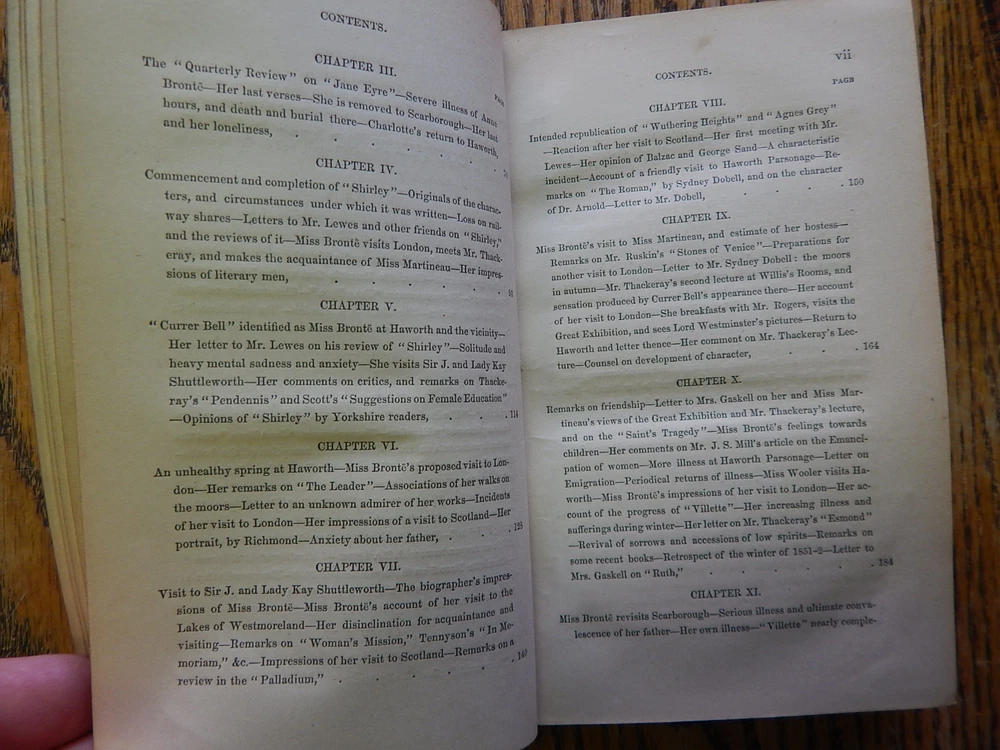 CONTENTS.
PAGE
CHAPTER III.
The “Quarterly Review” on “Jane Eyre”—Severe illness of Anne
Brontë—Her last verses—She is removed to Scarborough—Her last
hours, and death and burial there—Charlotte's return to Haworth,
and her loneliness, . . . . . .
CHAPTER IV.
Commencement and completion of “Shirley”—Originals of the charac-
ters, and circumstances under which it was written—Loss on rail-
way shares—Letters to Mr. Lewes and other friends on “Shirley,”
and the reviews of it—Miss Brontë visits London, meets Mr. Thack-
eray, and makes the acquaintance of Miss Martineau—Her impres-
sions of literary men, . . . . .
CHAPTER V.
“Currer Bell” identified as Miss Brontë at Haworth and the vicinity—
Her letter to Mr. Lewes on his review of “Shirley”—Solitude and
heavy mental sadness and anxiety—She visits Sir J. and Lady Kay
Shuttleworth—Her comments on critics, and remarks on Thacke-
ray's “Pendennis” and Scott's “Suggestions on Female Education”
—Opinions of “Shirley” by Yorkshire readers, . . . 114
CHAPTER VI.
An unhealthy spring at Haworth—Miss Brontë's proposed visit to Lon-
don—Her remarks on “The Leader”—Associations of her walks on
the moors—Letter to an unknown admirer of her works—Incidents
of her visit to London—Her impressions of a visit to Scotland—Her
portrait, by Richmond—Anxiety about her father, . . .
CHAPTER VII.
Visit to Sir J. and Lady Kay Shuttleworth—The biographer's impres-
sions of Miss Brontë—Miss Brontë's account of her visit to the
Lakes of Westmoreland—Her disinclination for acquaintance and
visiting—Remarks on “Woman's Mission,” Tennyson's “In Me-
moriam,” &c.—Impressions of her visit to Scotland—Remarks on a
review in the “Palladium,” . . . . . 140
vii
CONTENTS.
PAGE
CHAPTER VIII.
Intended republication of “Wuthering Heights” and “Agnes Grey”
—Reaction after her visit to Scotland—Her first meeting with Mr.
Lewes—Her opinion of Balzac and George Sand—A characteristic
incident—Account of a friendly visit to Haworth Parsonage—Re-
marks on “The Roman,” by Sydney Dobell, and on the character
of Dr. Arnold—Letter to Mr. Dobell, . . . . 150
CHAPTER IX.
Miss Brontë's visit to Miss Martineau, and estimate of her hostess—
Remarks on Mr. Ruskin's “Stones of Venice”—Preparations for
another visit to London—Letter to Mr. Sydney Dobell: the moors
in autumn—Mr. Thackeray's second lecture at Willis's Rooms, and
sensation produced by Currer Bell's appearance there—Her account
of her visit to London—She breakfasts with Mr. Rogers, visits the
Great Exhibition, and sees Lord Westminster's pictures—Return to
Haworth and letter thence—Her comment on Mr. Thackeray's Lec-
ture—Counsel on development of character, . . . 164
CHAPTER X.
Remarks on friendship—Letter to Mrs. Gaskell on her and Miss Mar-
tineau's views of the Great Exhibition and Mr. Thackeray's lecture,
and on the “Saint's Tragedy”—Miss Brontë's feelings towards
children—Her comments on Mr. J. S. Mill's article on the Emanci-
pation of women—More illness at Haworth Parsonage—Letter on
Emigration—Periodical returns of illness—Miss Wooler visits Ha-
worth—Miss Brontë's impressions of her visit to London—Her ac-
count of the progress of “Villette”—Her increasing illness and
sufferings during winter—Her letter on Mr. Thackeray's “Esmond”
—Revival of sorrows and accessions of low spirits—Remarks on
some recent books—Retrospect of the winter of 1851-2—Letter to
Mrs. Gaskell on “Ruth,” . . . . . 184
CHAPTER XI.
Miss Brontë revisits Scarborough—Serious illness and ultimate conva-
lescence of her father—Her own illness—“Villette” nearly comple-